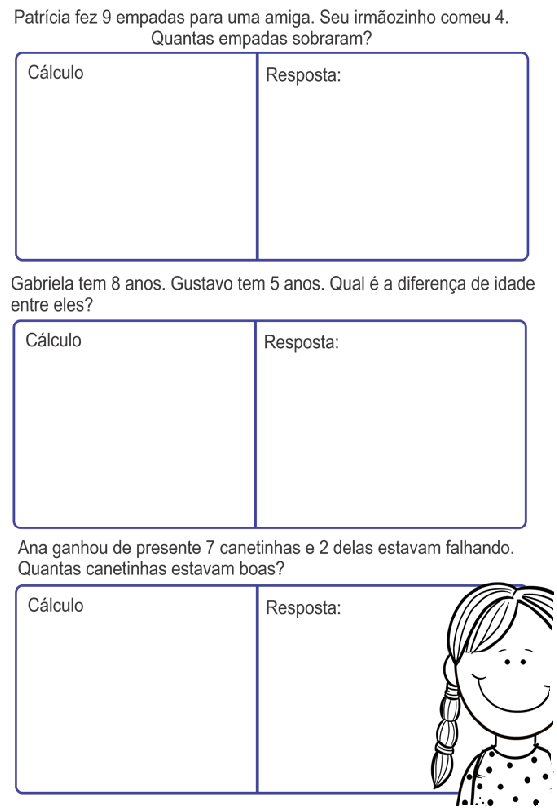 Patrícia fez 9 empadas para uma amiga. Seu irmãozinho comeu 4.
Quantas empadas sobraram?
Cálculo
Resposta:
Gabriela tem 8 anos. Gustavo tem 5 anos. Qual é a diferença de idade
entre eles?
Cálculo
Resposta:
Ana ganhou de presente 7 canetinhas e 2 delas estavam falhando.
Quantas canetinhas estavam boas?
Cálculo
Resposta: